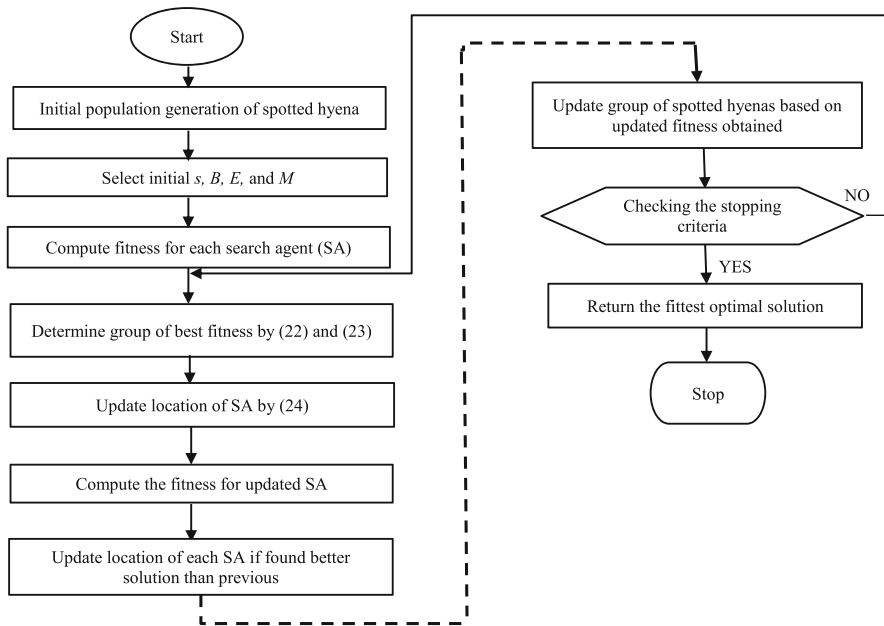 Start
Initial population generation of spotted hyena
Select initial s, B, E, and M
Compute fitness for each search agent (SA)
Determine group of best fitness by (22) and (23)
Update location of SA by (24)
Compute the fitness for updated SA
Update location of each SA if found better
solution than previous
Update group of spotted hyenas based on
updated fitness obtained
Checking the stopping
criteria
NO
YES
Return the fittest optimal solution
Stop